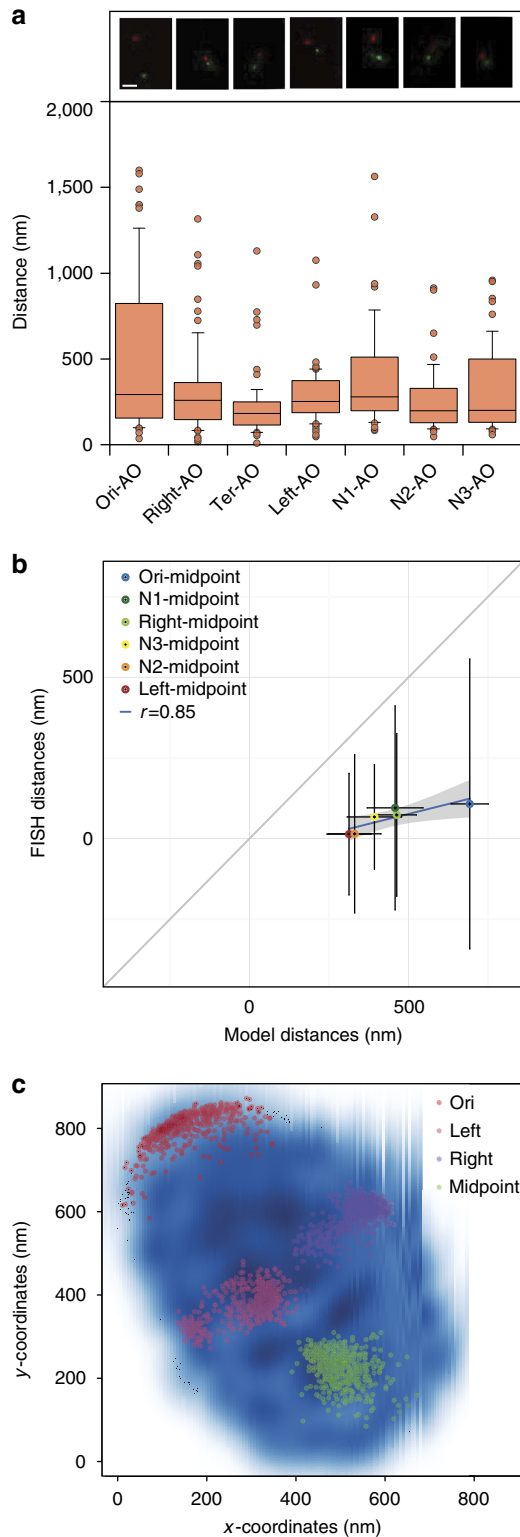 a
2,000
1,500
1,000
500
0
Distance (nm)
Ori-AO
Right-AO
Ter-AO
Left-AO
N1-AO
N2-AO
N3-AO
b
Ori-midpoint
N1-midpoint
Right-midpoint
N3-midpoint
N2-midpoint
Left-midpoint
r=0.85
500
0
FISH distances (nm)
0 500
Model distances (nm)
c
Ori
Left
Right
Midpoint
800
600
400
200
0
y-coordinates (nm)
0 200 400 600 800
x-coordinates (nm)